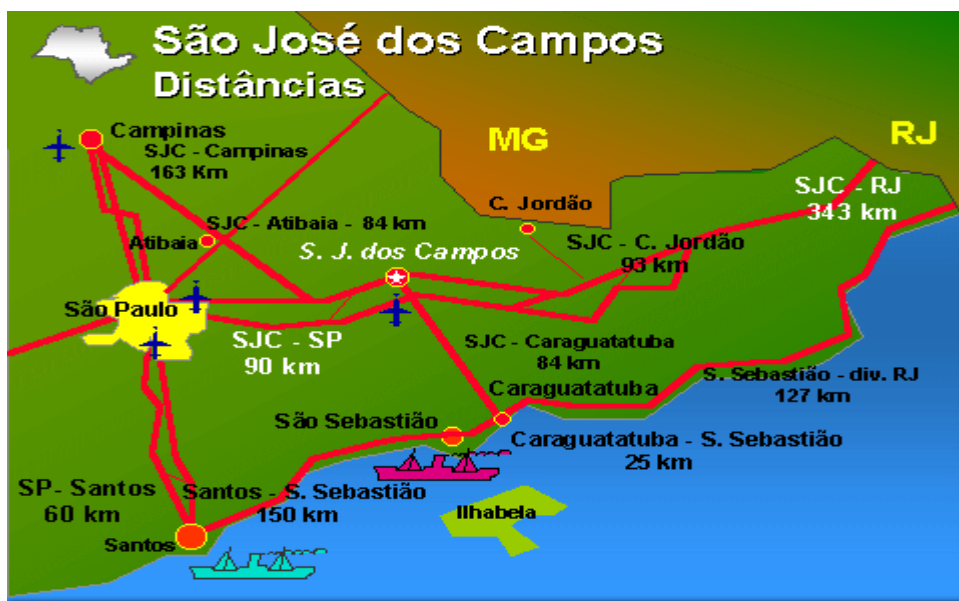 São José dos Campos
Distâncias
Campinas
SJC - Campinas
163 Km
MG
RJ
SJC - RJ
343 km
C. Jordão
SJC - Atibaia - 84 km
Atibaia
SJC - C. Jordão
93 km
S. J. dos Campos
São Paulo
SJC - SP
90 km
SJC - Caraguatatuba
84 km
S. Sebastião - div. RJ
127 km
Caraguatatuba
São Sebastião
Caraguatatuba - S. Sebastião
25 km
SP- Santos
60 km
Santos - S. Sebastião
150 km
Ilhabela
Santos